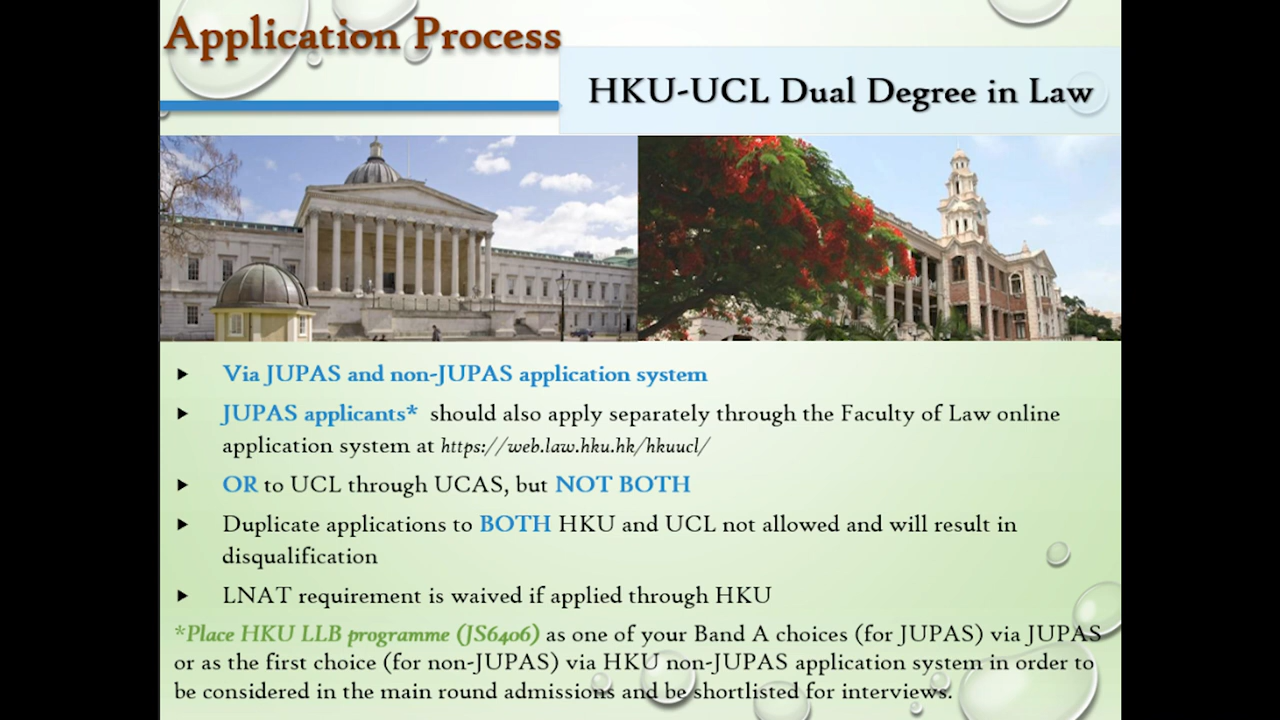 Application Process
HKU-UCL Dual Degree in Law
Via JUPAS and non-JUPAS application system
JUPAS applicants* should also apply separately through the Faculty of Law online
application system at https://web.law.hku.hk/hkuucl/
OR to UCL through UCAS, but NOT BOTH
Duplicate applications to BOTH HKU and UCL not allowed and will result in
disqualification
LNAT requirement is waived if applied through HKU
*Place HKU LLB programme (JS6406) as one of your Band A choices (for JUPAS) via JUPAS
or as the first choice (for non-JUPAS) via HKU non-JUPAS application system in order to
be considered in the main round admissions and be shortlisted for interviews.